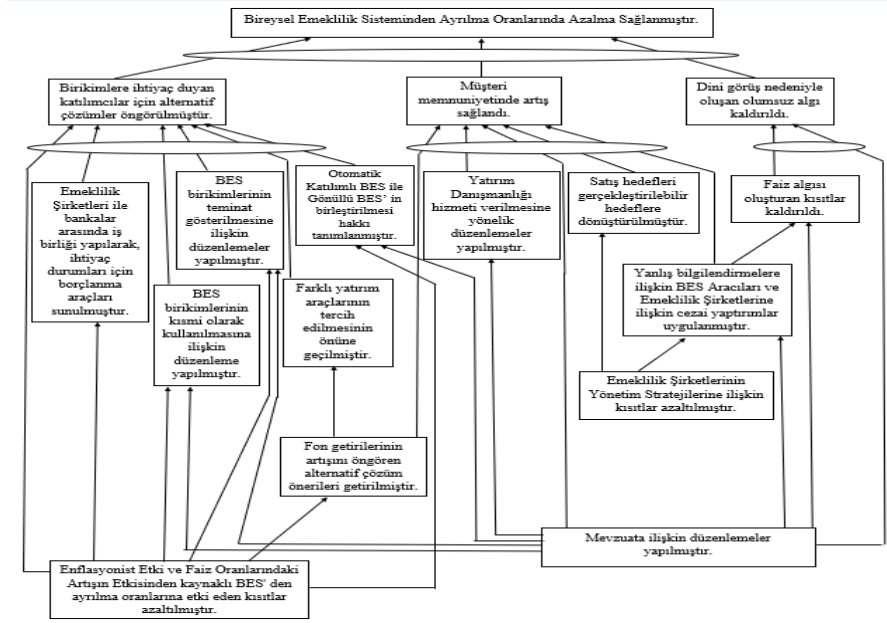 Bireysel Emeklilik Sisteminden Ayrılma Oranlarında Azalma Sağlanmıştır.
Birikimlere ihtiyaç duyan
katılımcılar için alternatif
çözümler öngörülmüştür.
Müşteri
memnuniyetinde artış
sağlandı.
Dini görüş nedeniyle
oluşan olumsuz algı
kaldırıldı.
Emeklilik
Şirketleri ile
bankalar
arasında iş
birliği yapılarak,
ihtiyaç
durumları için
borçlanma
araçları
sunulmuştur.
BES
birikimlerinin
teminat
gösterilmesine
ilişkin
düzenlemeler
yapılmıştır.
Otomatik
Katılımlı BES ile
Gönüllü BES’ in
birleştirilmesi
hakkı
tanımlanmıştır.
Yatırım
Danışmanlığı
hizmeti verilmesine
yönelik
düzenlemeler
yapılmıştır.
Satış hedefleri
gerçekleştirilebilir
hedeflere
dönüştürülmüştür.
Faiz algısı
oluşturan kısıtlar
kaldırıldı.
BES
birikimlerinin
kısmi olarak
kullanılmasına
ilişkin
düzenleme
yapılmıştır.
Farklı yatırım
araçlarının
tercih
edilmesinin
önüne
geçilmiştir.
Yanlış bilgilendirmelere
ilişkin BES Aracıları ve
Emeklilik Şirketlerine
ilişkin cezai yaptırımlar
uygulanmıştır.
Emeklilik Şirketlerinin
Yönetim Stratejilerine ilişkin
kısıtlar azaltılmıştır.
Fon getirilerinin
artışını öngören
alternatif çözüm
önerileri getirilmiştir.
Mevzuata ilişkin düzenlemeler
yapılmıştır.
Enflasyonist Etki ve Faiz Oranlarındaki
Artışın Etkisinden kaynaklı BES' den
ayrılma oranlarına etki eden kısıtlar
azaltılmıştır.